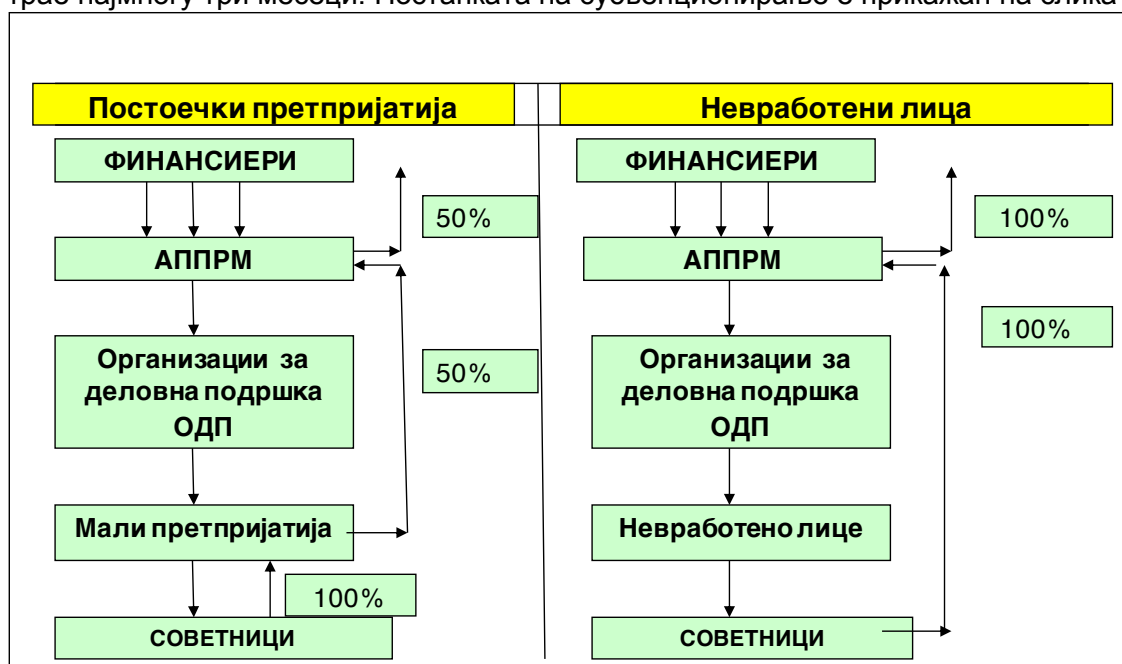 трае најмногу три месеци. Постапката на субвенционирање е прикажан на слика
Постоечки претпријатија
ФИНАНСИЕРИ
50%
АППРМ
Организации за
деловна подршка
ОДП
50%
Мали претпријатија
100%
СОВЕТНИЦИ
Невработени лица
ФИНАНСИЕРИ
100%
АППРМ
100%
Организации за
деловна подршка
ОДП
Невработено лице
СОВЕТНИЦИ